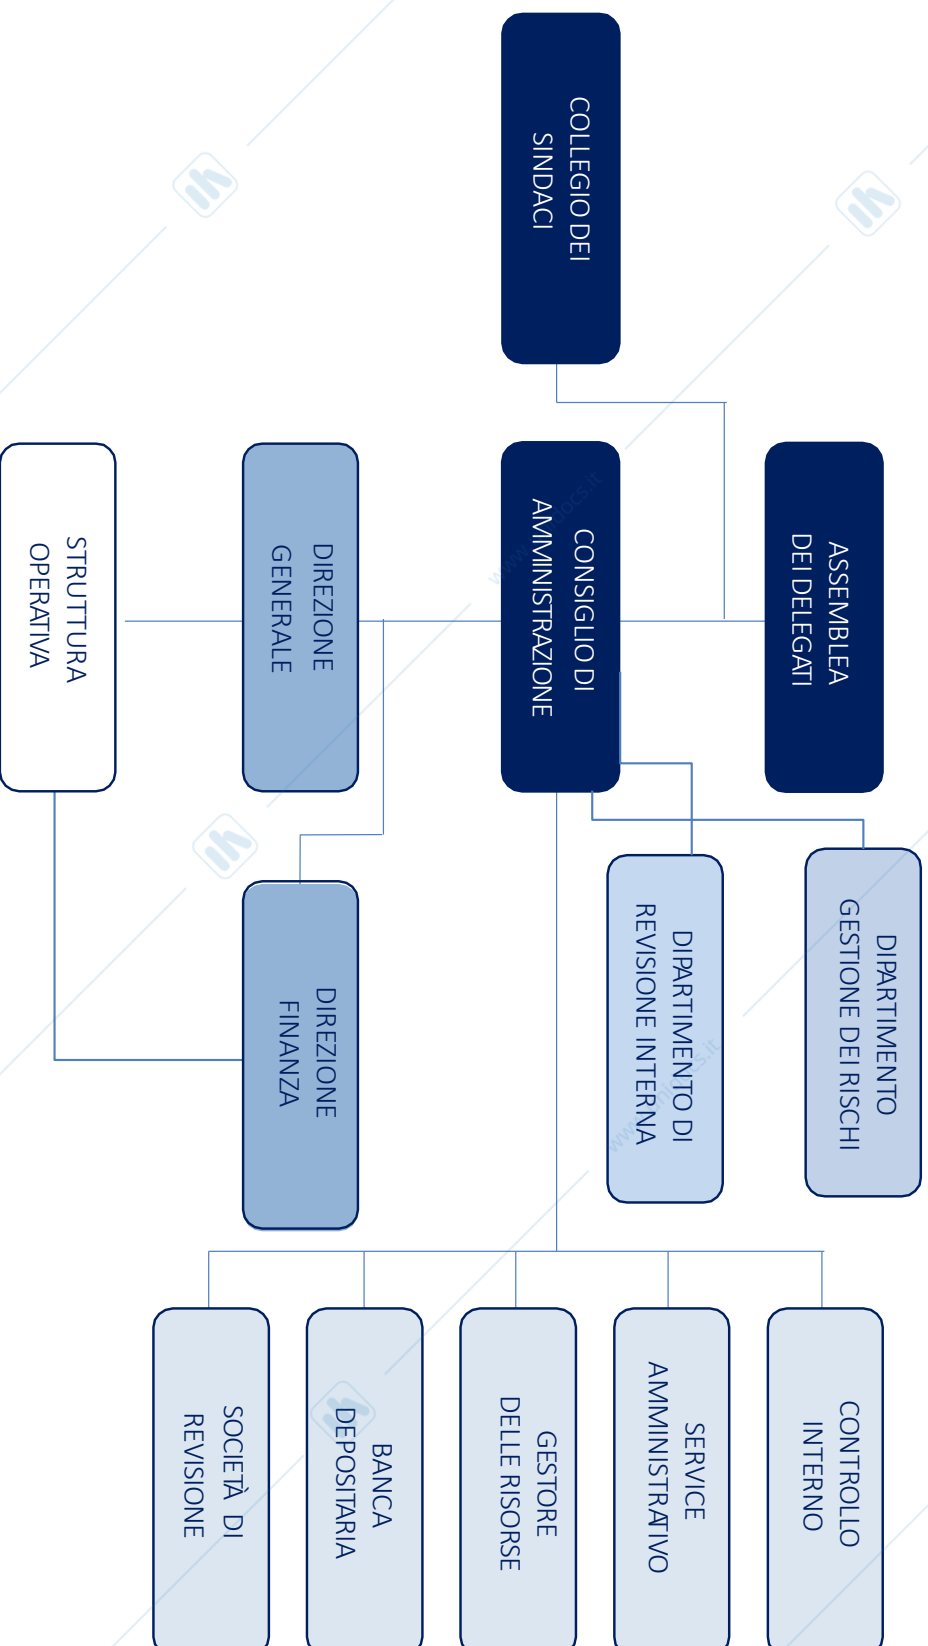 ASSEMBLEA
DEI DELEGATI
DIPARTIMENTO
GESTIONE DEI RISCHI
DIPARTIMENTO DI
REVISIONE INTERNA
COLLEGIO DEI
SINDACI
CONSIGLIO DI
AMMINISTRAZIONE
DIREZIONE
GENERALE
DIREZIONE
FINANZA
STRUTTURA
OPERATIVA
CONTROLLO
INTERNO
SERVICE
AMMINISTRATIVO
GESTORE
DELLE RISORSE
BANCA
DEPOSITARIA
SOCIETÀ DI
REVISIONE